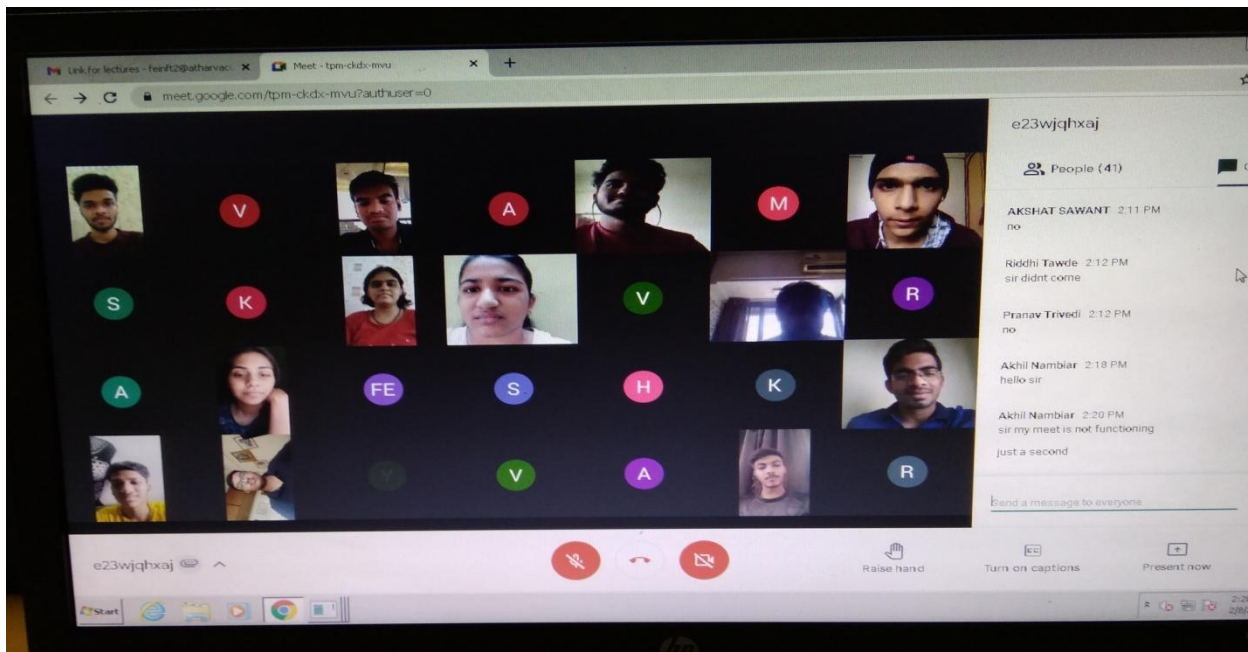 Link for lectures - feinft2@atharvac
Meet - tpm-ckdx-mvu
meet.google.com/tpm-ckdx-mvu?authuser=0
e23wjqhxaj
People (41)
AKSHAT SAWANT 2:11 PM
no
Riddhi Tawde 2:12 PM
sir didnt come
Pranav Trivedi 2:12 PM
no
Akhil Nambiar 2:18 PM
hello sir
Akhil Nambiar 2:20 PM
sir my meet is not functioning
just a second
Send a message to everyone
V A M
S K V R
A FE S H K
Y V A R
e23wjqhxaj
Raise hand
CC
Turn on captions
Present now
Start
hp